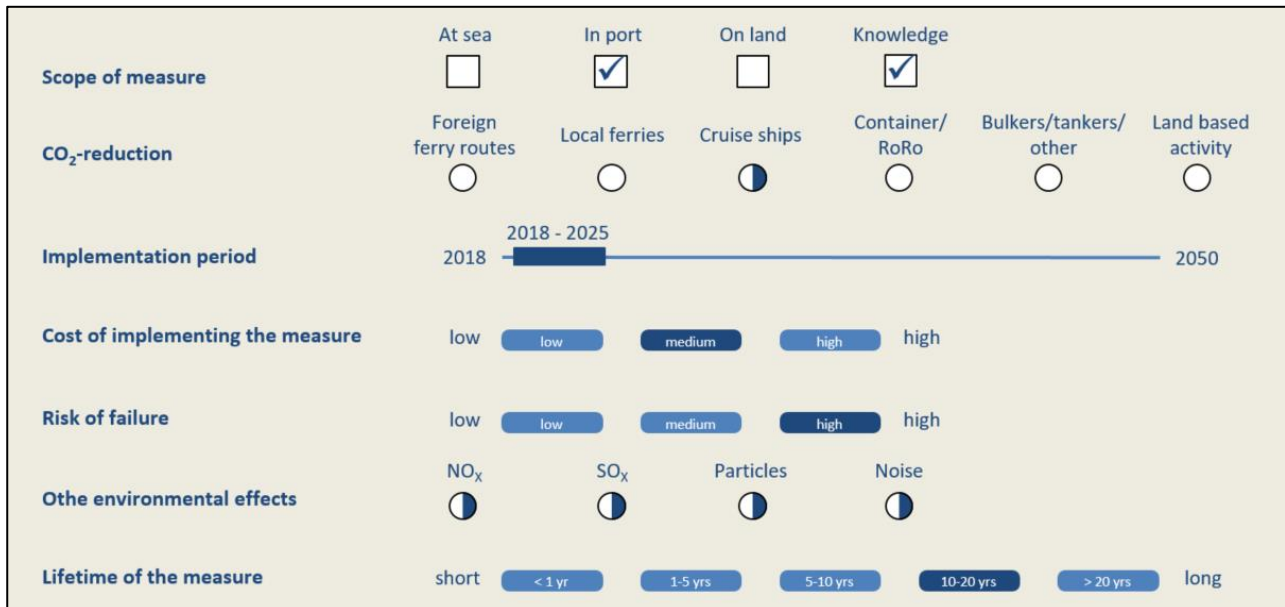 At sea In port On land Knowledge
Scope of measure
Foreign ferry routes Local ferries Cruise ships Container/ RoRo Bulkers/tankers/ other Land based activity
CO₂-reduction
2018 - 2025
Implementation period 2018 2050
Cost of implementing the measure low low medium high high
Risk of failure low low medium high high
NOX SOX Particles Noise
Othe environmental effects
Lifetime of the measure short < 1 yr 1-5 yrs 5-10 yrs 10-20 yrs > 20 yrs long